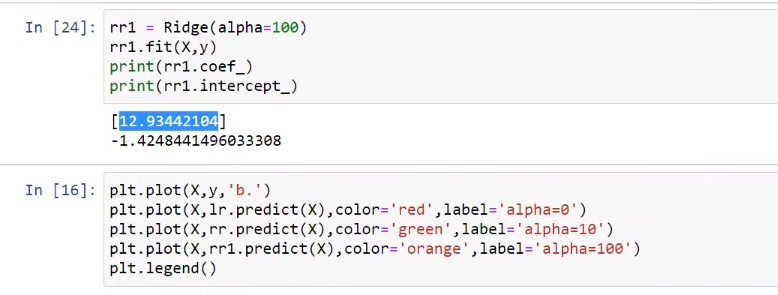 In [24]: rr1 = Ridge(alpha=100)
rr1.fit(X,y)
print(rr1.coef_)
print(rr1.intercept_)
[12.93442104]
-1.4248441496033308
In [16]: plt.plot(X,y,'b.')
plt.plot(X,lr.predict(X),color='red',label='alpha=0')
plt.plot(X,rr.predict(X),color='green',label='alpha=10')
plt.plot(X,rr1.predict(X),color='orange',label='alpha=100')
plt.legend()